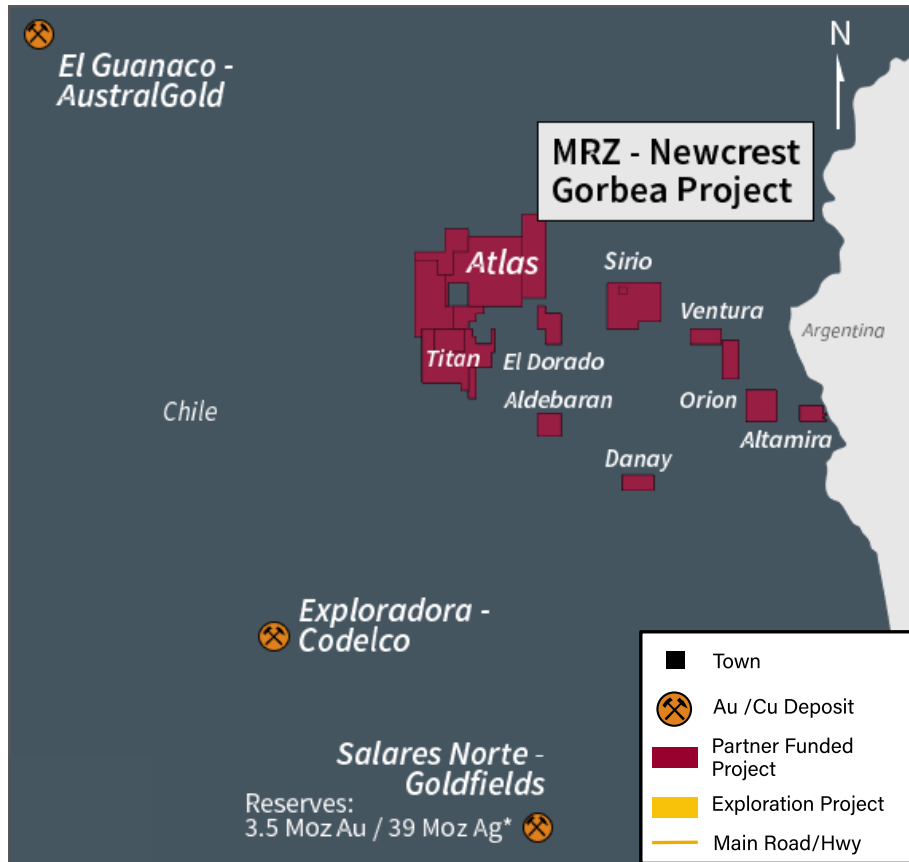 N
El Guanaco -
AustralGold
MRZ - Newcrest
Gorbea Project
Atlas
Sirio
Ventura
Argentina
Titan
El Dorado
Aldebaran
Orion
Chile
Altamira
Danay
Exploradora -
Codelco
Salares Norte -
Goldfields
Reserves:
3.5 Moz Au / 39 Moz Ag*
Town
Au /Cu Deposit
Partner Funded
Project
Exploration Project
Main Road/Hwy